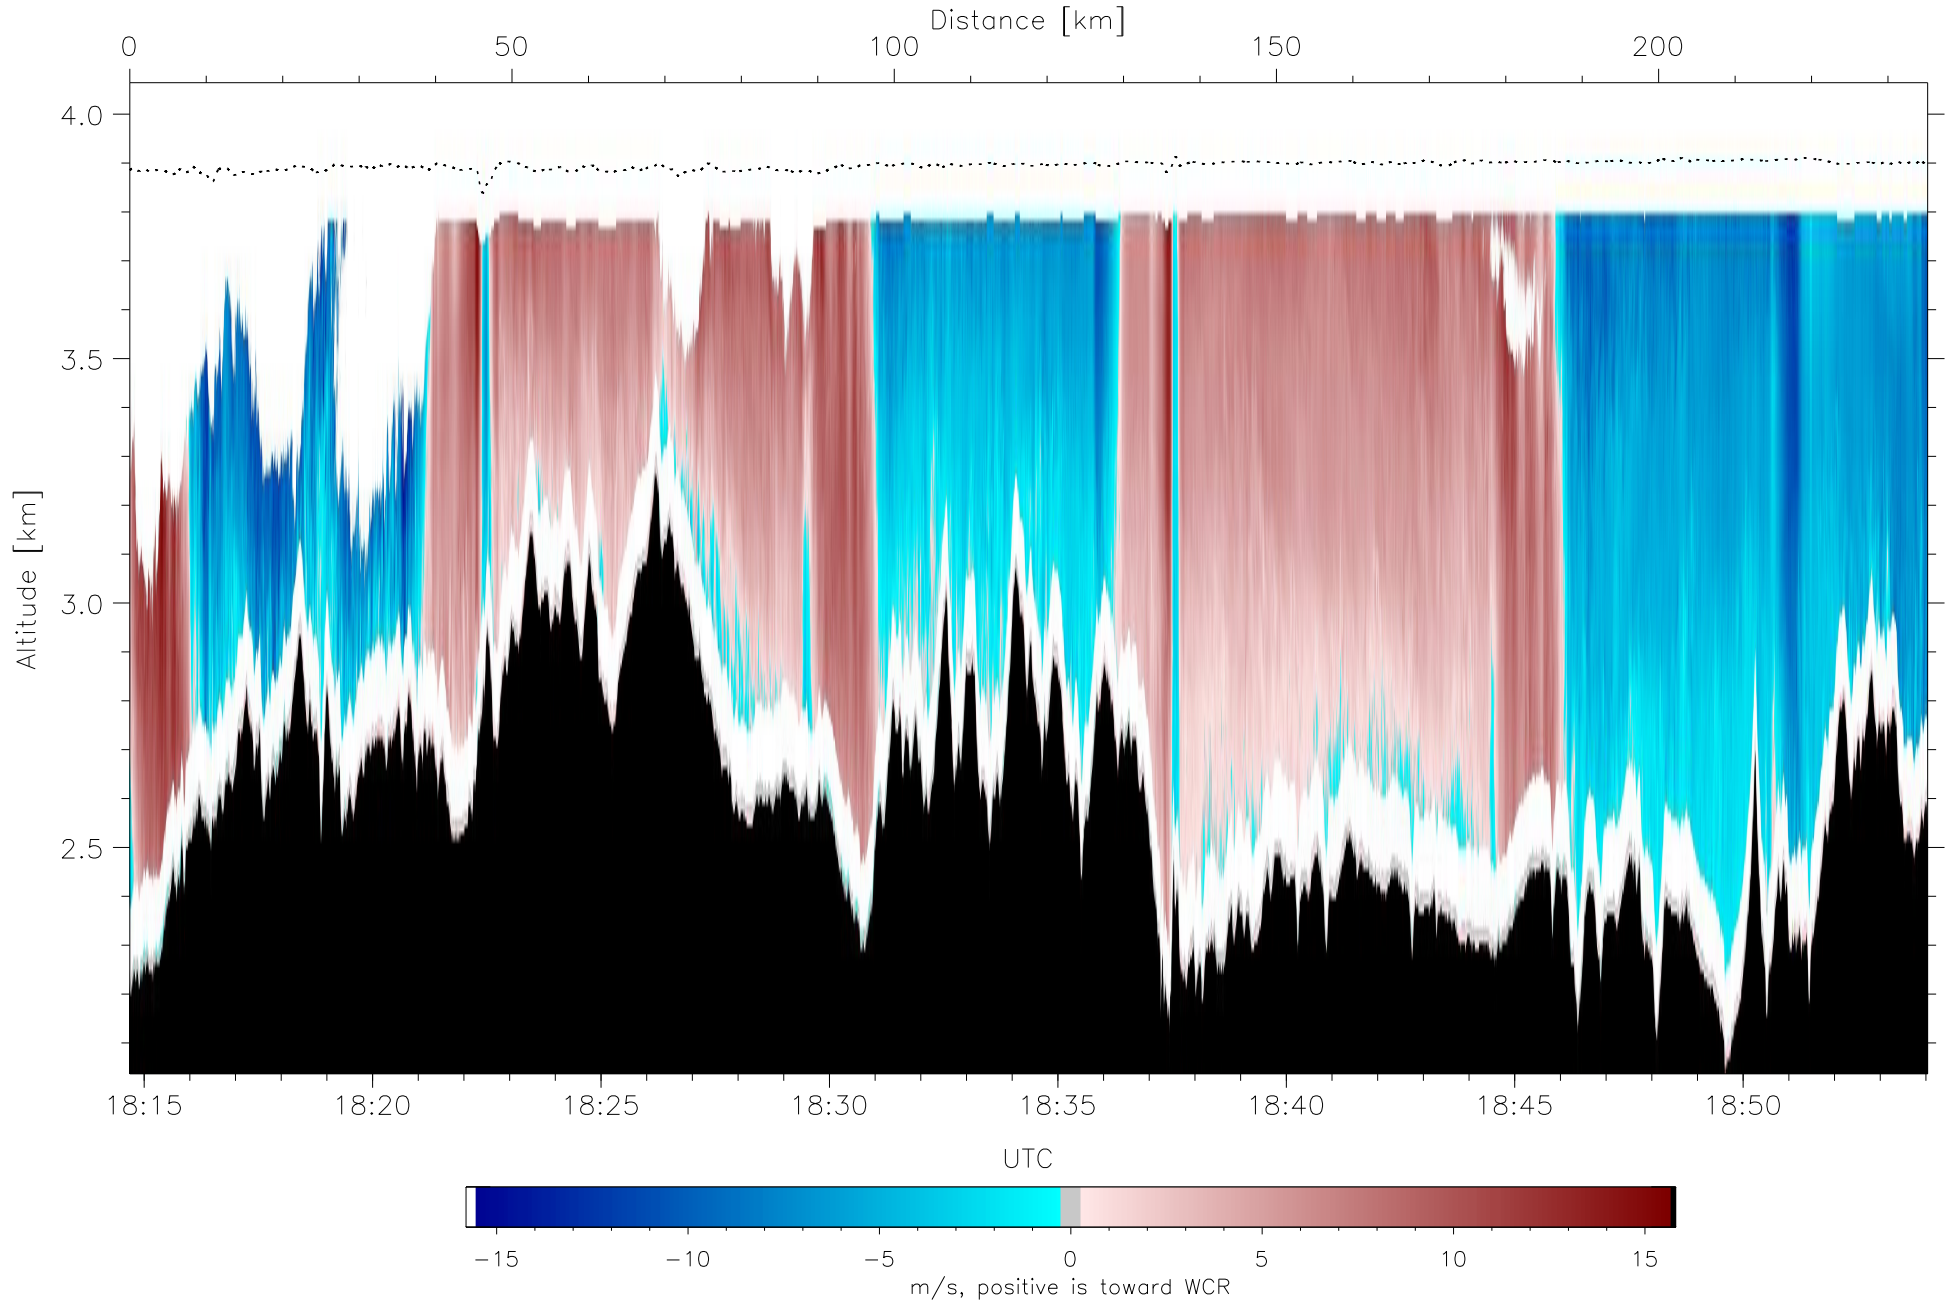 Distance [km]
0 50 100 150 200
4.0
3.5
3.0
2.5
Altitude [km]
18:15 18:20 18:25 18:30 18:35 18:40 18:45 18:50
UTC
−15 −10 −5 0 5 10 15
m/s, positive is toward WCR